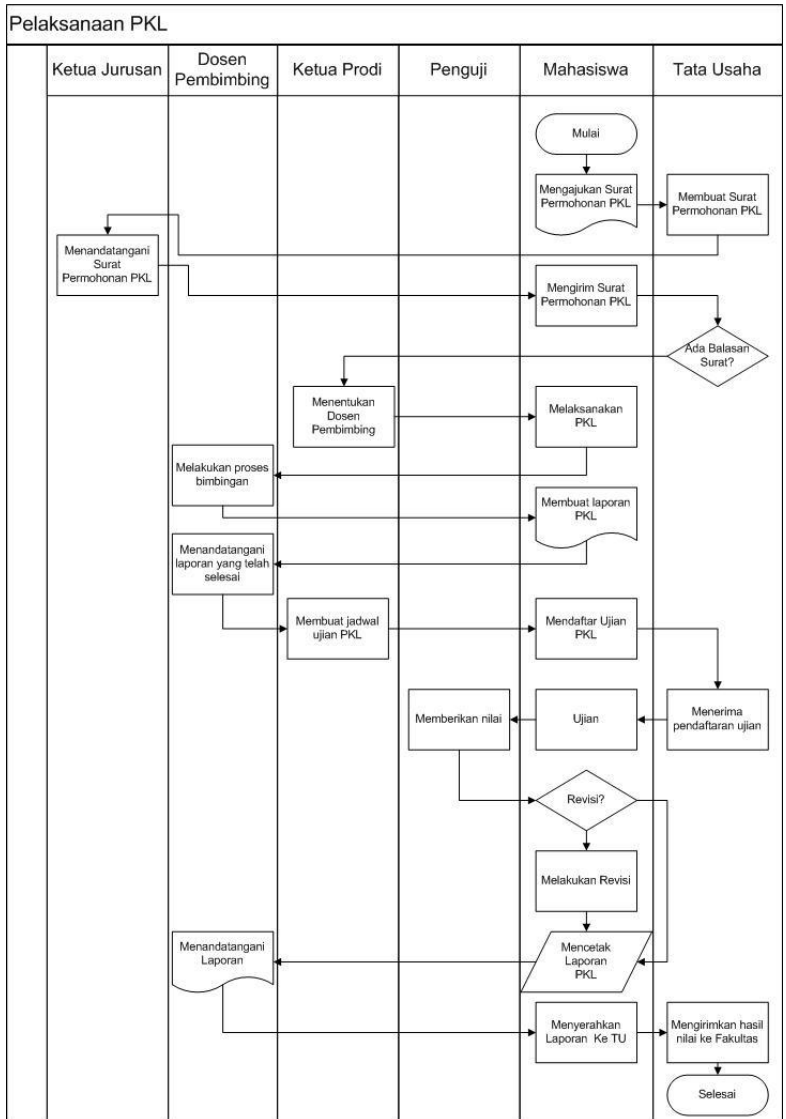 Pelaksanaan PKL
Ketua Jurusan
Dosen
Pembimbing
Ketua Prodi
Penguji
Mahasiswa
Tata Usaha
Mulai
Mengajukan Surat
Permohonan PKL
Membuat Surat
Permohonan PKL
Menandatangani
Surat
Permohonan PKL
Mengirim Surat
Permohonan PKL
Ada Balasan
Surat?
Menentukan
Dosen
Pembimbing
Melaksanakan
PKL
Melakukan proses
bimbingan
Membuat laporan
PKL
Menandatangani
laporan yang telah
selesai
Membuat jadwal
ujian PKL
Mendaftar Ujian
PKL
Menerima
pendaftaran ujian
Ujian
Memberikan nilai
Revisi?
Melakukan Revisi
Mencetak
Laporan
PKL
Menandatangani
Laporan
Menyerahkan
Laporan Ke TU
Mengirimkan hasil
nilai ke Fakultas
Selesai